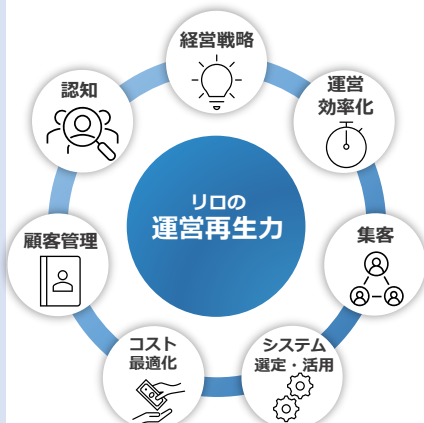 経営戦略
運営
効率化
集客
システム
選定・活用
コスト
最適化
顧客管理
認知
リロの
運営再生力